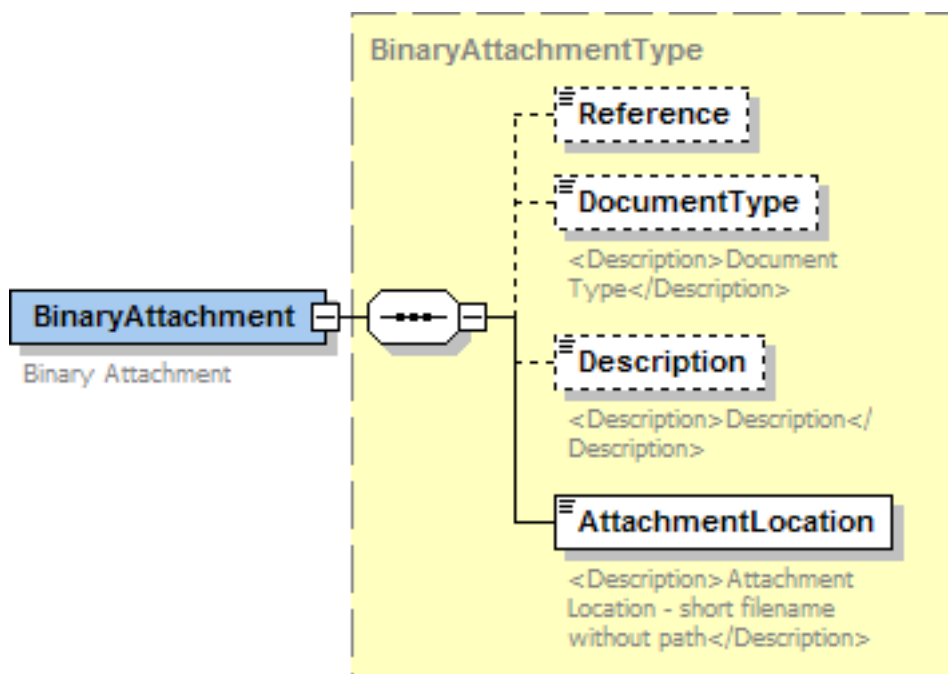 BinaryAttachmentType
Reference
DocumentType
<Description>Document
Type</Description>
BinaryAttachment
Binary Attachment
Description
<Description>Description</
Description>
AttachmentLocation
<Description>Attachment
Location - short filename
without path</Description>